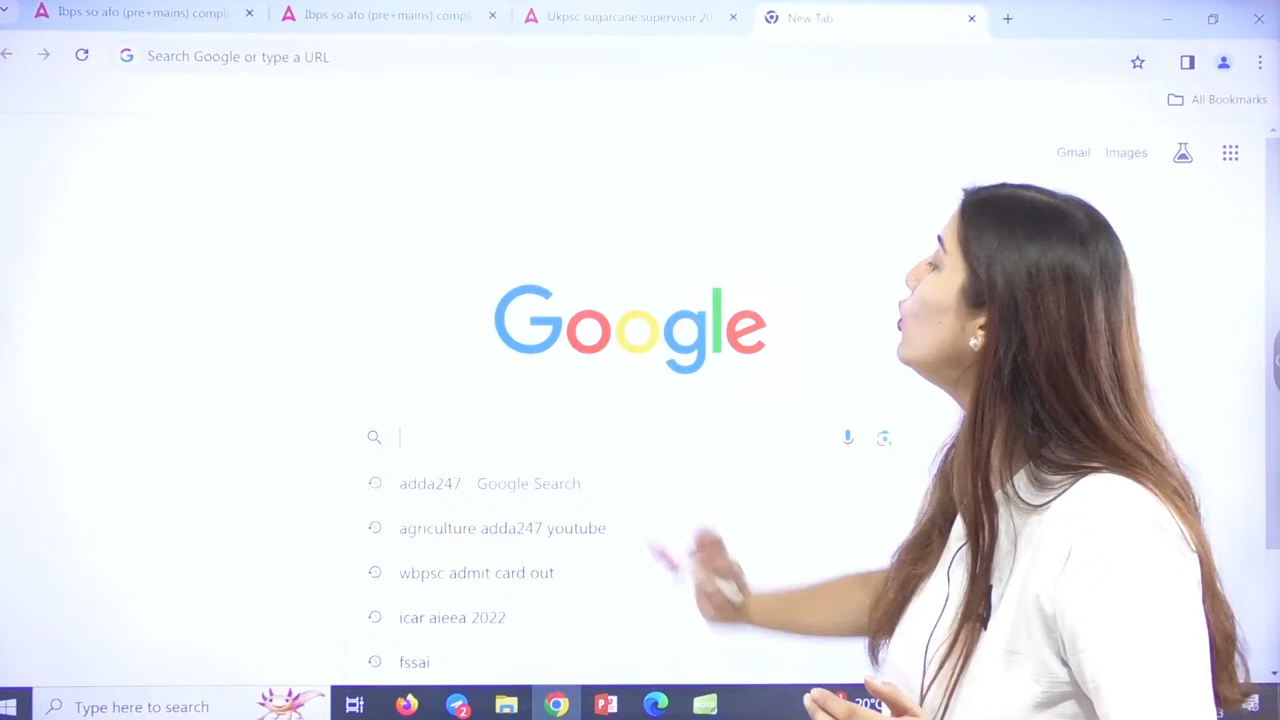 Ibps so afo (pre+mains) compl
Ibps so afo (pre+mains) compl
Ukpsc sugarcane supervisor 20
New Tab
Search Google or type a URL
All Bookmarks
Gmail Images
Google
adda247 Google Search
agriculture adda247 youtube
wbpsc admit card out
icar aieea 2022
fssai
Type here to search
2
20°C